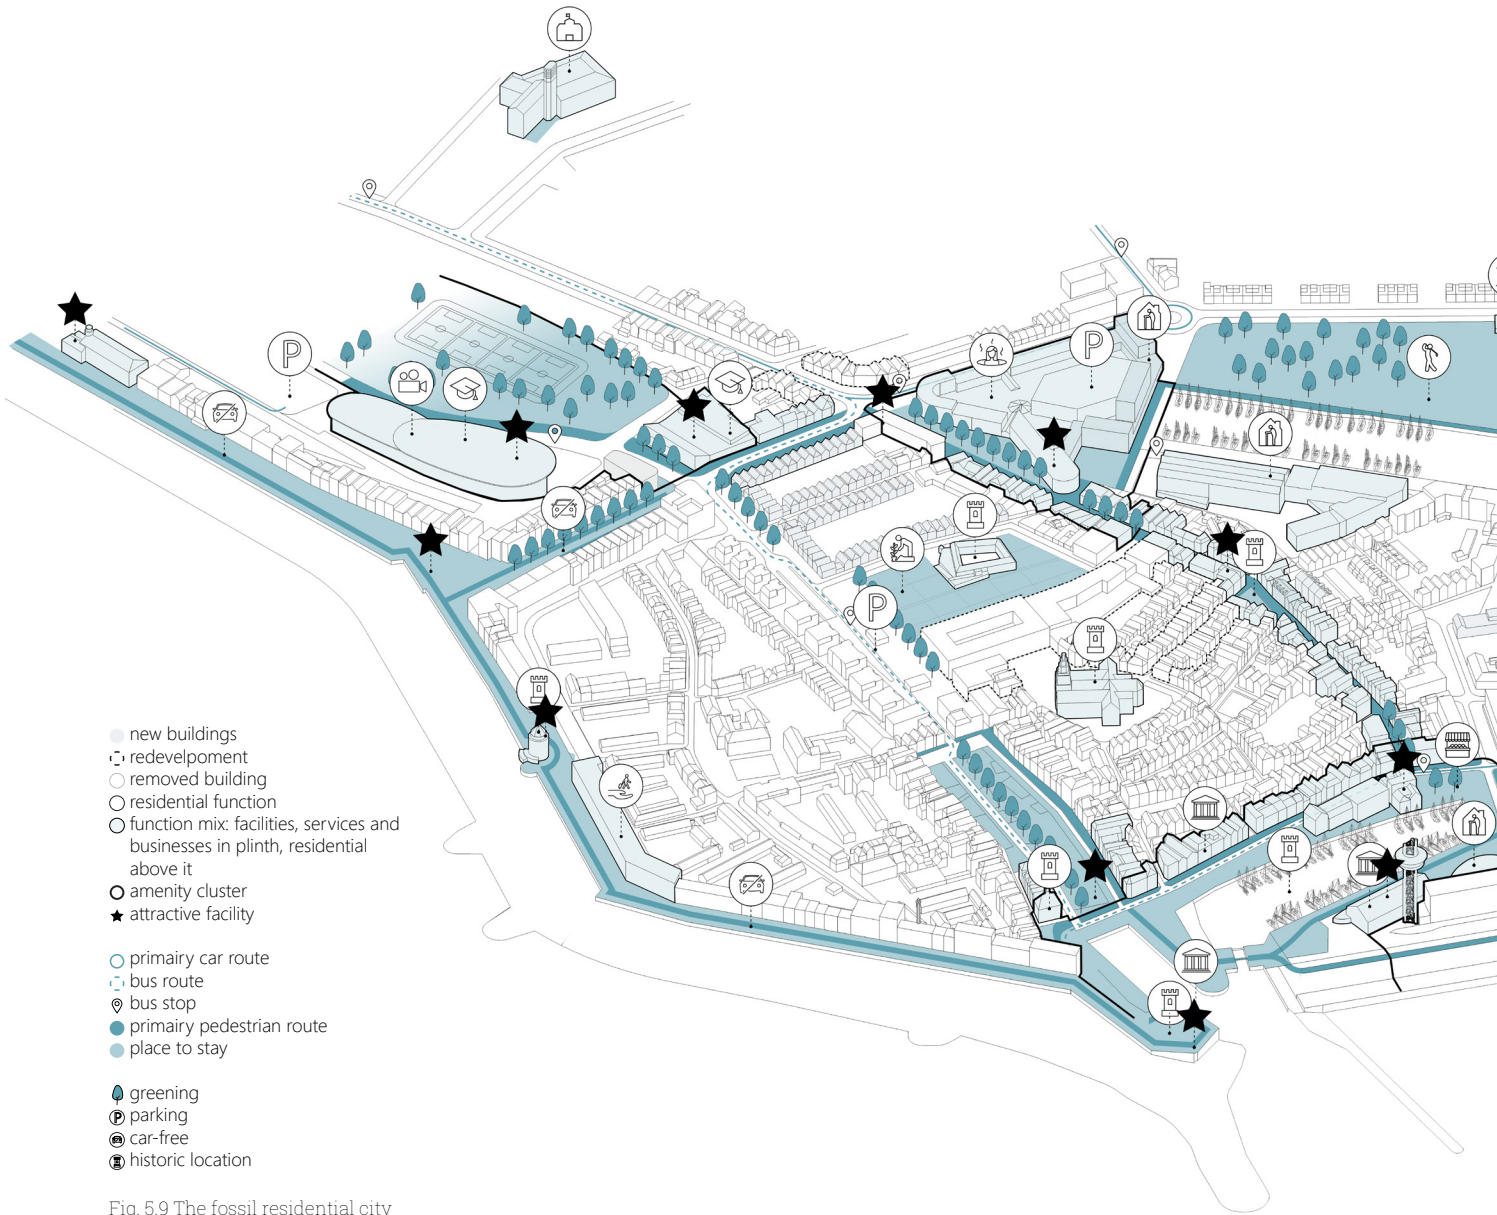 P
P
P
new buildings
redevelpoment
removed building
residential function
function mix: facilities, services and
businesses in plinth, residential
above it
amenity cluster
attractive facility
primairy car route
bus route
bus stop
primairy pedestrian route
place to stay
greening
P parking
car-free
historic location
Fig. 5.9 The fossil residential city